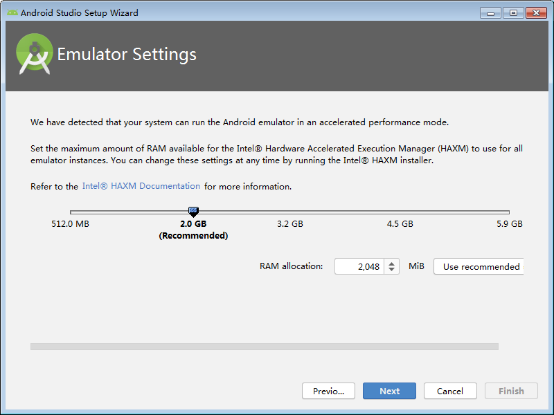 Android Studio Setup Wizard
Emulator Settings
We have detected that your system can run the Android emulator in an accelerated performance mode.
Set the maximum amount of RAM available for the Intel® Hardware Accelerated Execution Manager (HAXM) to use for all
emulator instances. You can change these settings at any time by running the Intel® HAXM installer.
Refer to the Intel® HAXM Documentation for more information.
512.0 MB 2.0 GB 3.2 GB 4.5 GB 5.9 GB
(Recommended)
RAM allocation: 2,048 MiB Use recommended
Previo... Next Cancel Finish